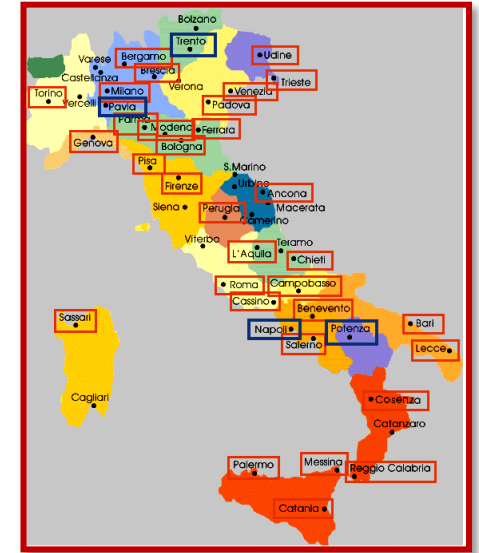 Bolzano
Trento
Udine
Varese
Bergamo
Castellanza
Brescia
Trieste
Verona
Torino
Milano
Venezia
Vercelli
Pavia
Padova
Parma
Modena
Ferrara
Genova
Bologna
Pisa
S.Marino
Firenze
Urbino
Ancona
Siena
Perugia
Macerata
Camerino
Viterbo
Teramo
L'Aquila
Chieti
Roma
Campobasso
Cassino
Benevento
Sassari
Napoli
Potenza
Bari
Salerno
Lecce
Cagliari
Cosenza
Catanzaro
Palermo
Messina
Reggio Calabria
Catania